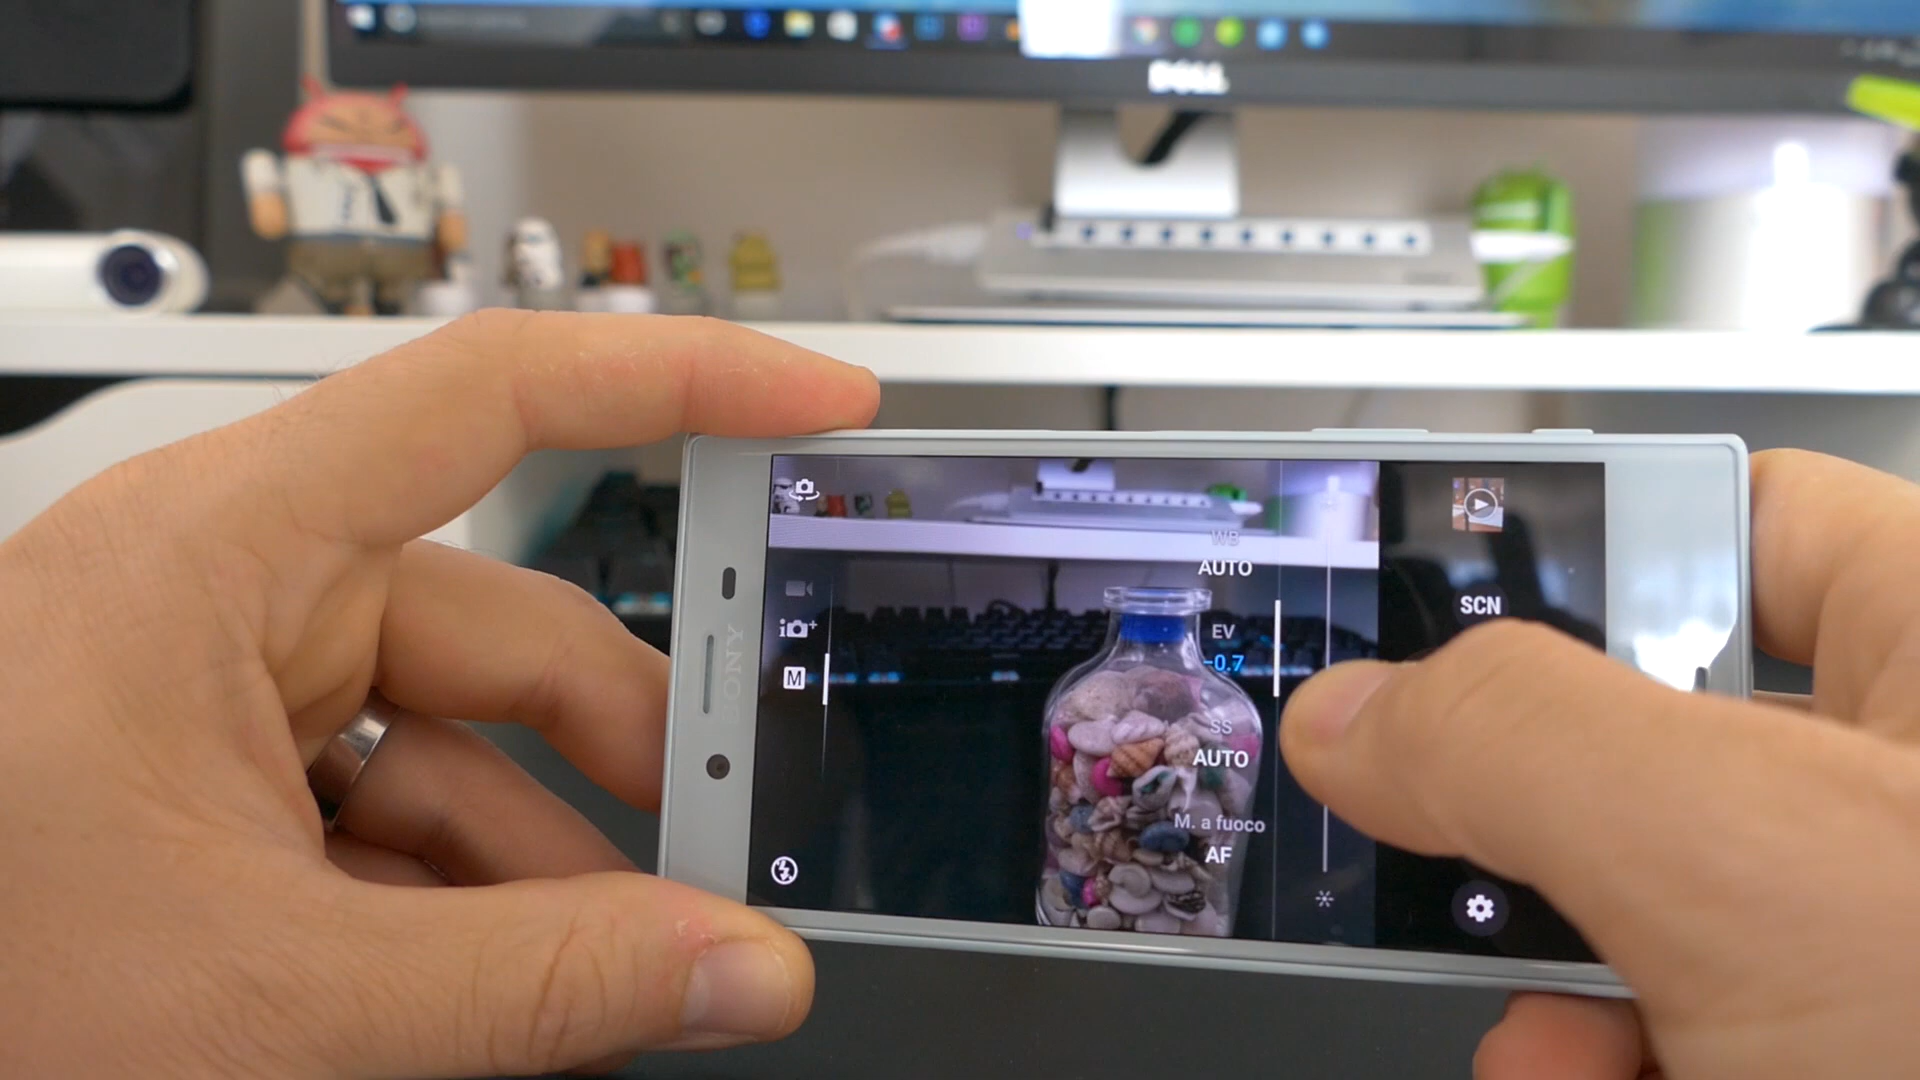 DELL
SONY
WB
AUTO
EV
-0.7
SS
AUTO
M. a fuoco
AF
M
i+
SCN